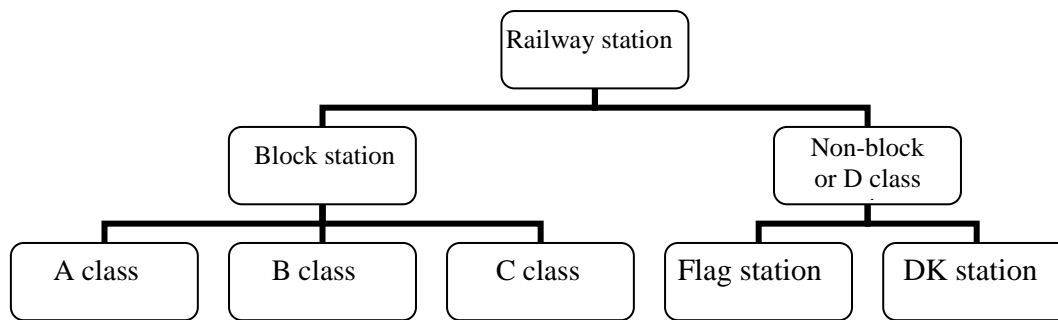 Railway station
Block station
Non-block
or D class
A class
B class
C class
Flag station
DK station